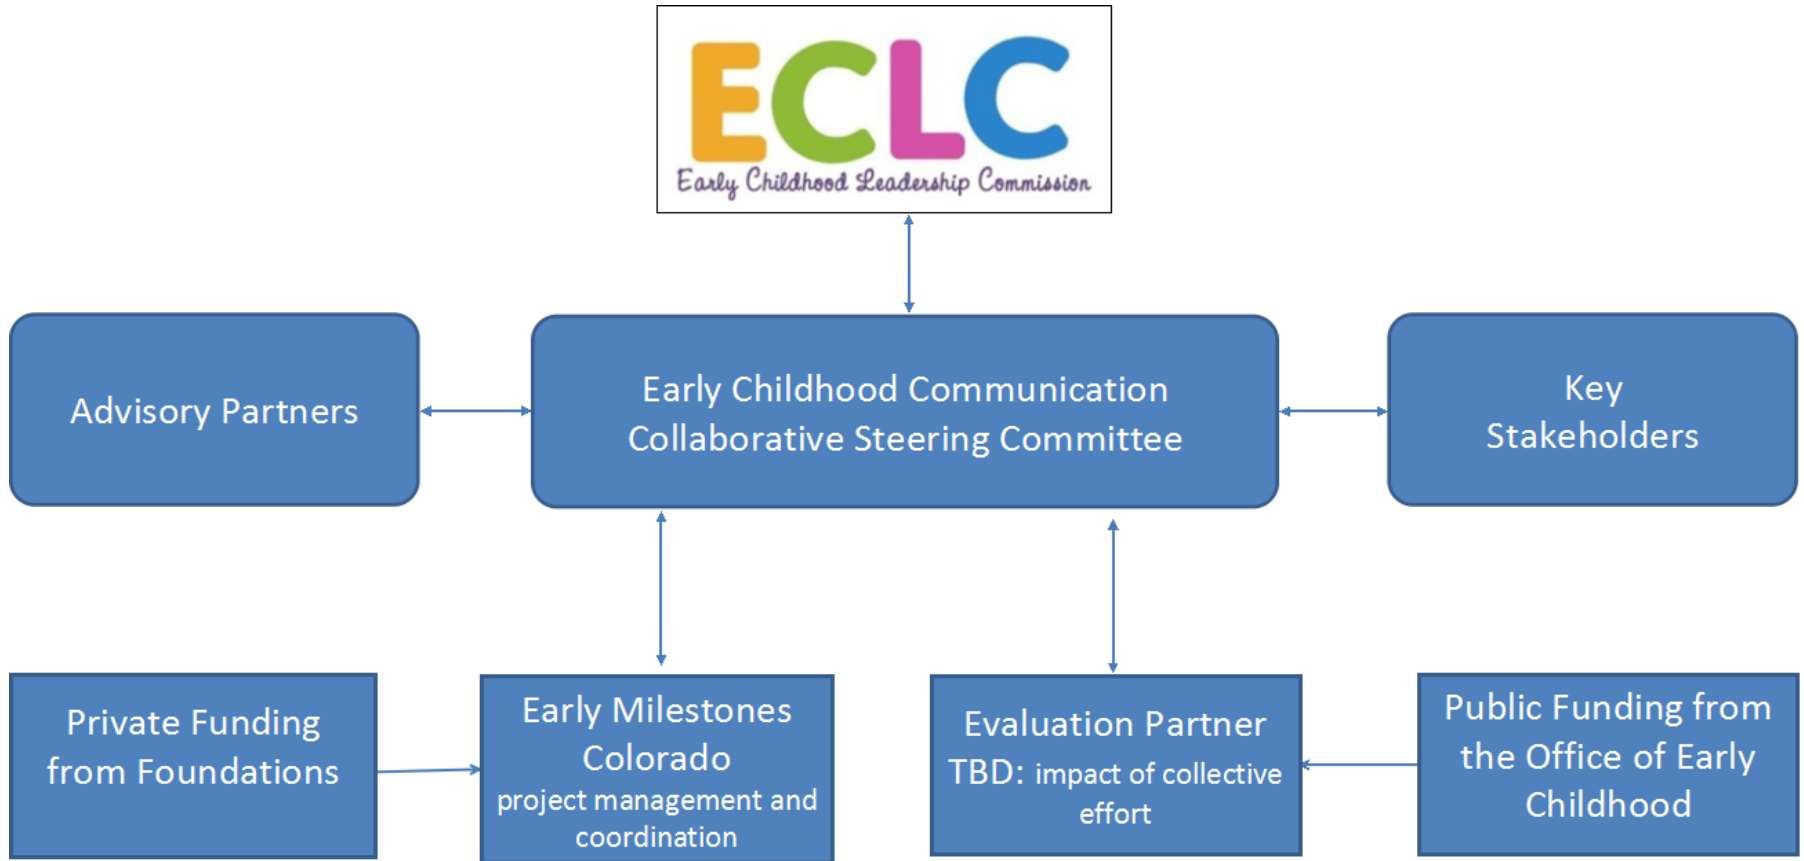 ECLC
Early Childhood Leadership Commission
Advisory Partners
Early Childhood Communication
Collaborative Steering Committee
Key
Stakeholders
Private Funding
from Foundations
Early Milestones
Colorado
project management and
coordination
Evaluation Partner
TBD: impact of collective
effort
Public Funding from
the Office of Early
Childhood